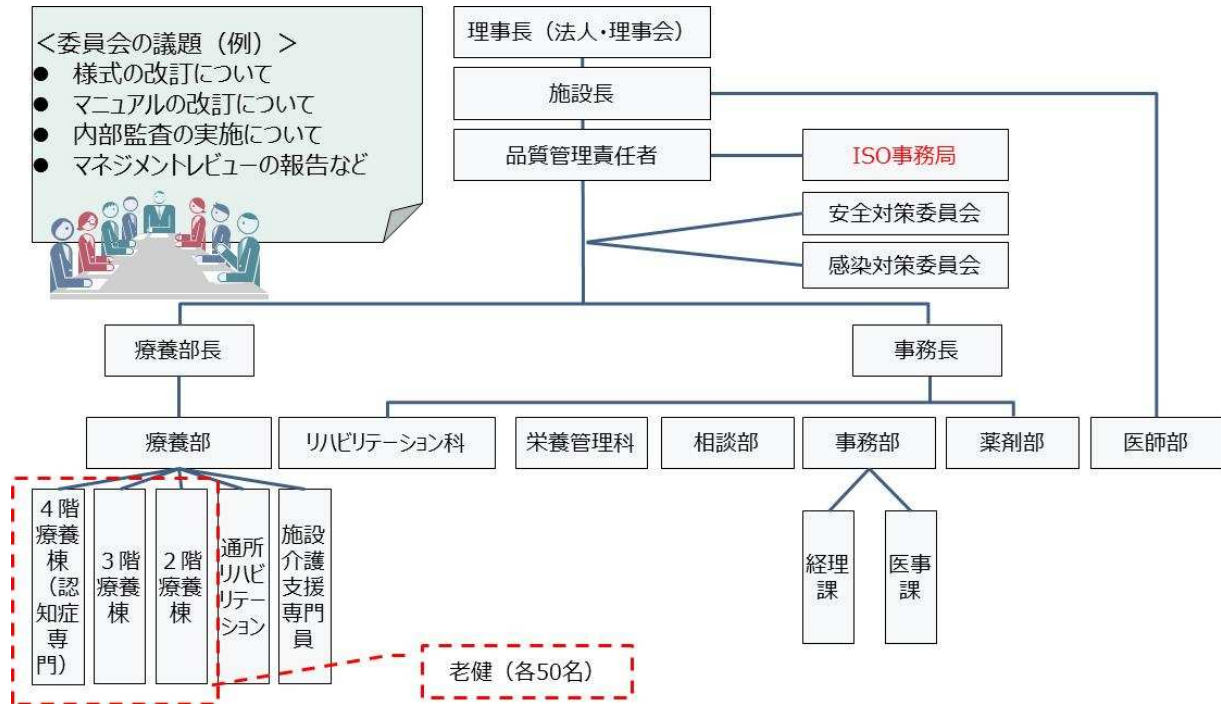 ＜委員会の議題（例）＞
● 様式の改訂について
● マニュアルの改訂について
● 内部監査の実施について
● マネジメントレビューの報告など
理事長（法人・理事会）
施設長
品質管理責任者
ISO事務局
安全対策委員会
感染対策委員会
療養部長
事務長
療養部
リハビリテーション科
栄養管理科
相談部
事務部
薬剤部
医師部
４階
療養
棟
（認
知症
専
門）
３階
療養
棟
２階
療養
棟
通所
リハビ
リテー
ション
施設
介護
支援
専門
員
経理
課
医事
課
老健（各50名）